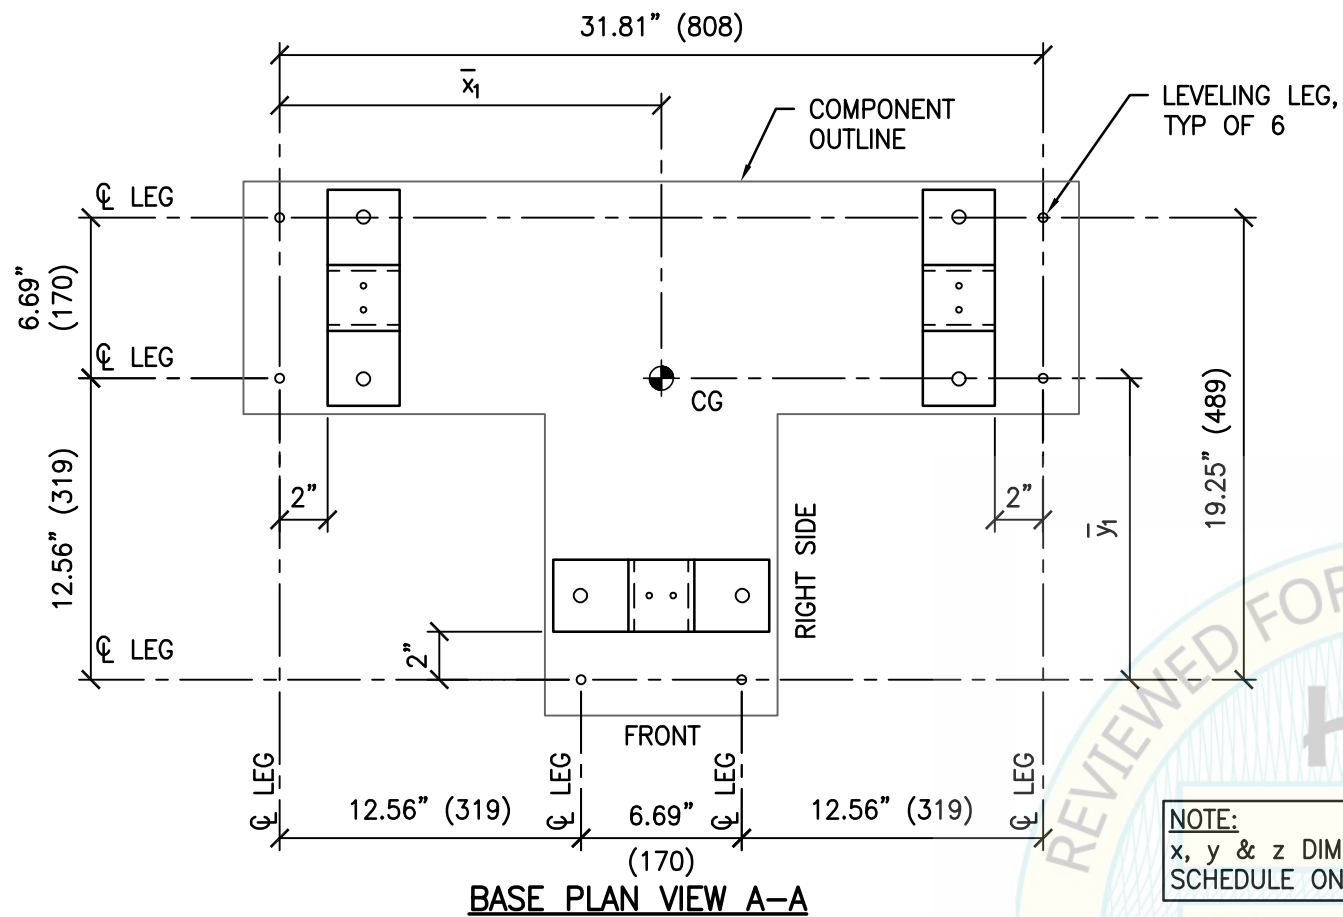 31.81” (808)
x̅1
COMPONENT
OUTLINE
LEVELING LEG,
TYP OF 6
℄ LEG
6.69”
(170)
℄ LEG
CG
12.56” (319)
2”
2”
y̅1
19.25” (489)
RIGHT SIDE
℄ LEG
2”
FRONT
℄ LEG
℄ LEG
℄ LEG
℄ LEG
12.56” (319)
6.69”
(170)
12.56” (319)
BASE PLAN VIEW A–A
REVIEWED FOR
NOTE:
x, y & z DIM
SCHEDULE ON